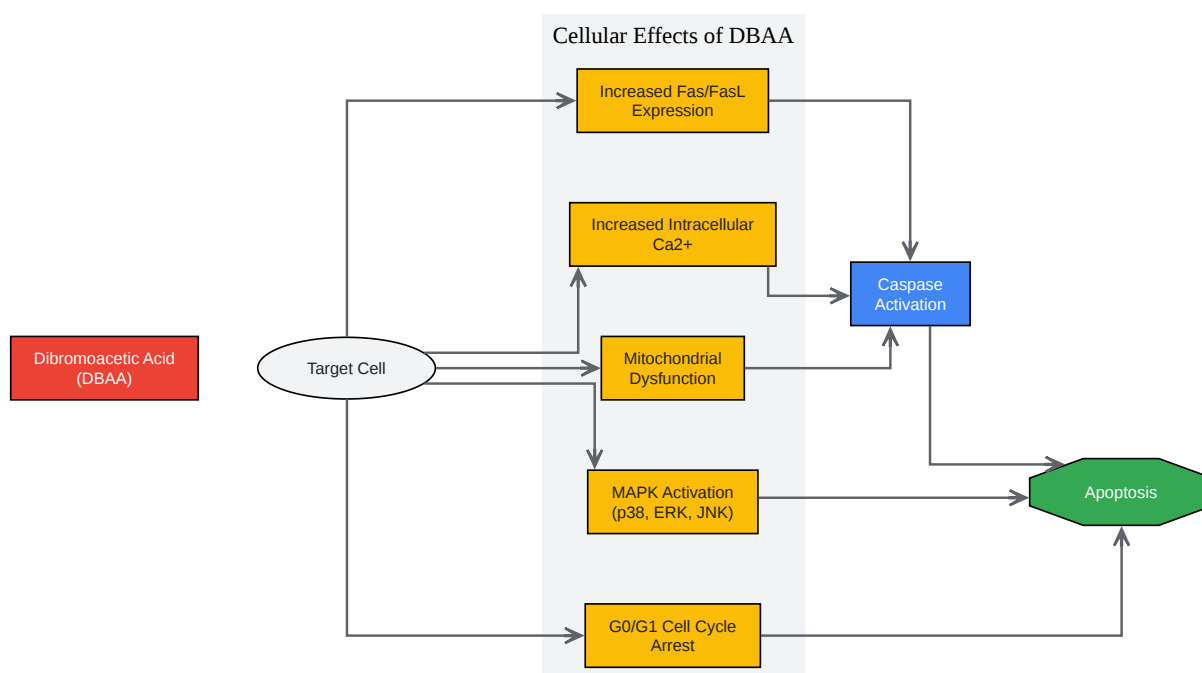 Cellular Effects of DBAA
Increased Fas/FasL
Expression
Increased Intracellular
Ca2+
Caspase
Activation
Dibromoacetic Acid
(DBAA)
Target Cell
Mitochondrial
Dysfunction
MAPK Activation
(p38, ERK, JNK)
Apoptosis
G0/G1 Cell Cycle
Arrest